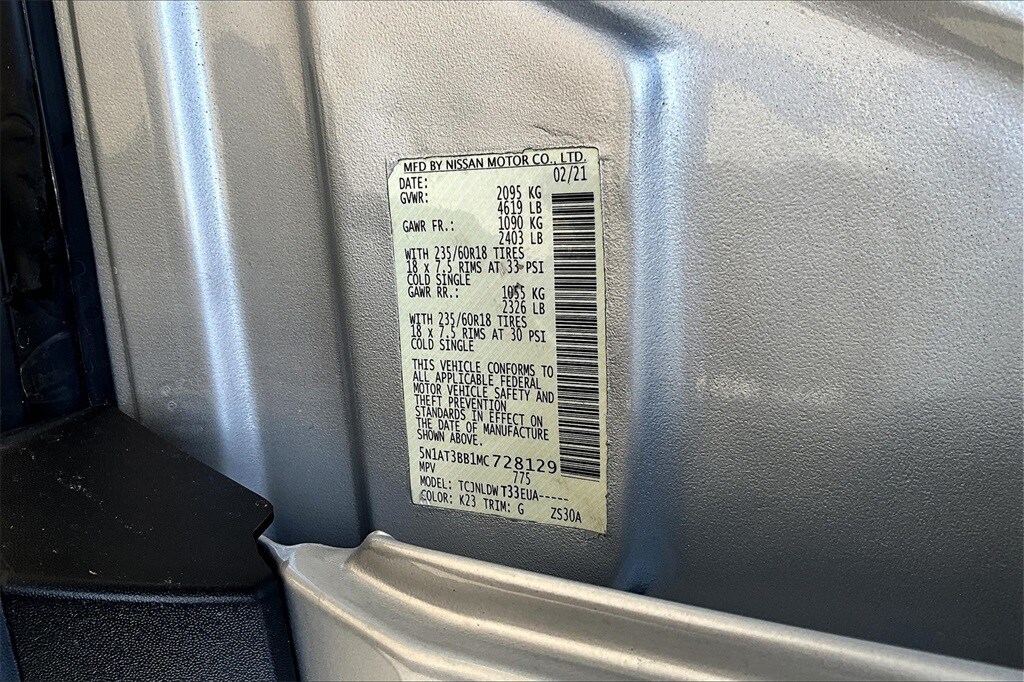 MFD BY NISSAN MOTOR CO., LTD.
DATE: 02/21
GVWR: 2095 KG
4619 LB
GAWR FR.: 1090 KG
2403 LB
WITH 235/60R18 TIRES
18 x 7.5 RIMS AT 33 PSI
COLD SINGLE
GAWR RR.: 1055 KG
2326 LB
WITH 235/60R18 TIRES
18 x 7.5 RIMS AT 30 PSI
COLD SINGLE
THIS VEHICLE CONFORMS TO
ALL APPLICABLE FEDERAL
MOTOR VEHICLE SAFETY AND
THEFT PREVENTION
STANDARDS IN EFFECT ON
THE DATE OF MANUFACTURE
SHOWN ABOVE.
5N1AT3BB1MC728129
MPV 775
MODEL: TCJNLDWT33EUA-----
COLOR: K23 TRIM: G ZS30A